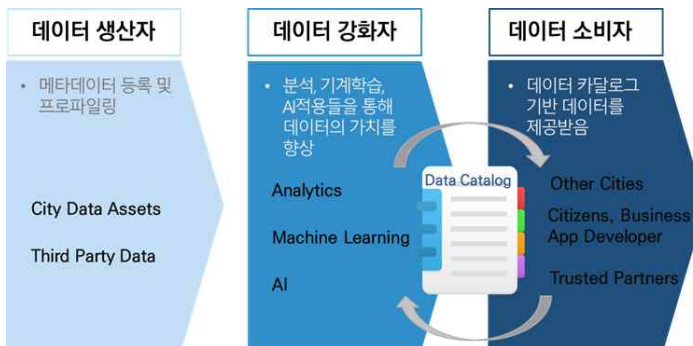 데이터 생산자
메타데이터 등록 및
프로파일링
City Data Assets
Third Party Data
데이터 강화자
분석, 기계학습,
AI적용들을 통해
데이터의 가치를
향상
Analytics
Machine Learning
AI
Data Catalog
데이터 소비자
데이터 카달로그
기반 데이터를
제공받음
Other Cities
Citizens, Business
App Developer
Trusted Partners